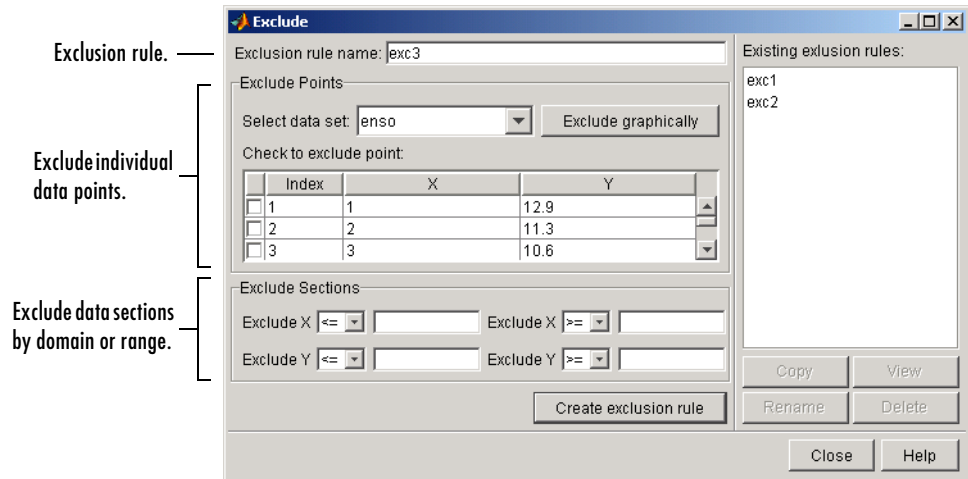 Exclude
Exclusion rule.
Exclusion rule name: exc3
Existing exlusion rules:
exc1
exc2
Exclude individual
data points.
Exclude Points
Select data set: enso
Exclude graphically
Check to exclude point:
Index X Y
1 1 12.9
2 2 11.3
3 3 10.6
Exclude data sections
by domain or range.
Exclude Sections
Exclude X <= Exclude X >=
Exclude Y <= Exclude Y >=
Create exclusion rule
Copy View
Rename Delete
Close Help